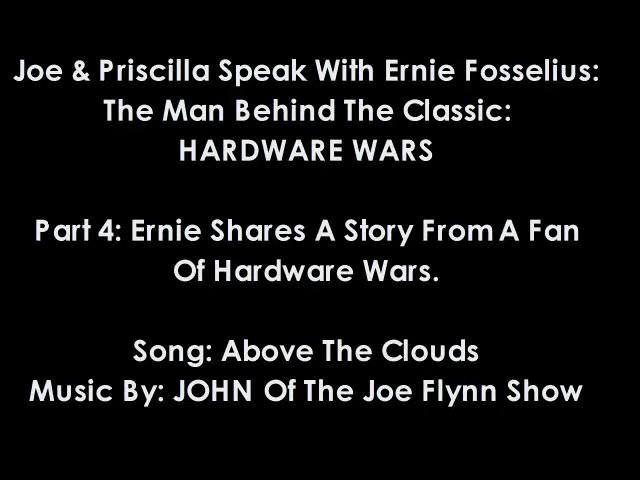 Joe & Priscilla Speak With Ernie Fosselius:
The Man Behind The Classic:
HARDWARE WARS
Part 4: Ernie Shares A Story From A Fan
Of Hardware Wars.
Song: Above The Clouds
Music By: JOHN Of The Joe Flynn Show